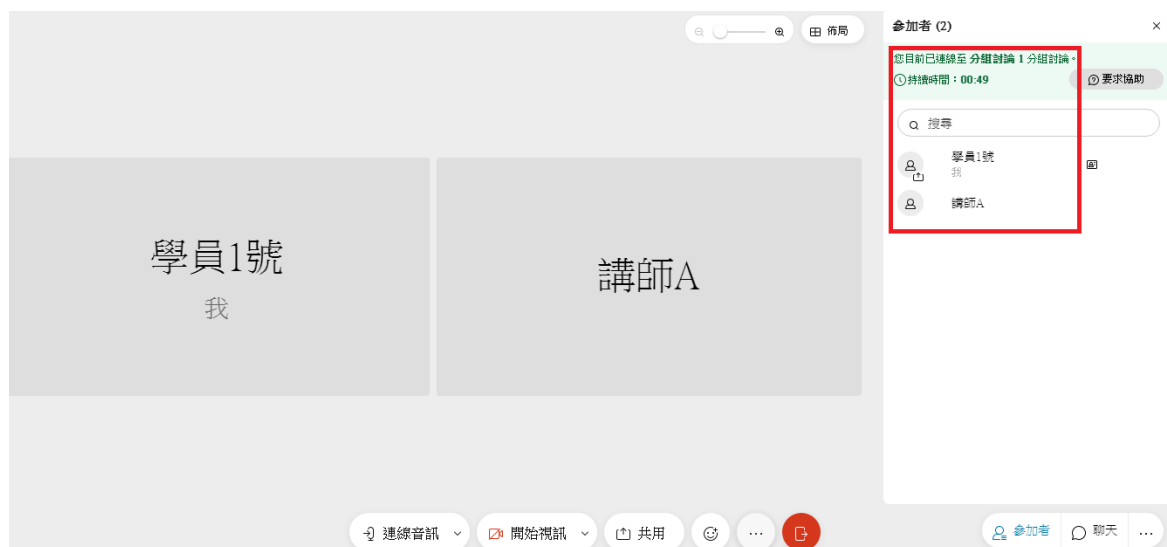 佈局
參加者 (2)
您目前已連線至 分組討論 1 分組討論。
持續時間：00:49
要求協助
搜尋
學員1號
我
講師A
學員1號
我
講師A
連線音訊
開始視訊
共用
參加者
聊天